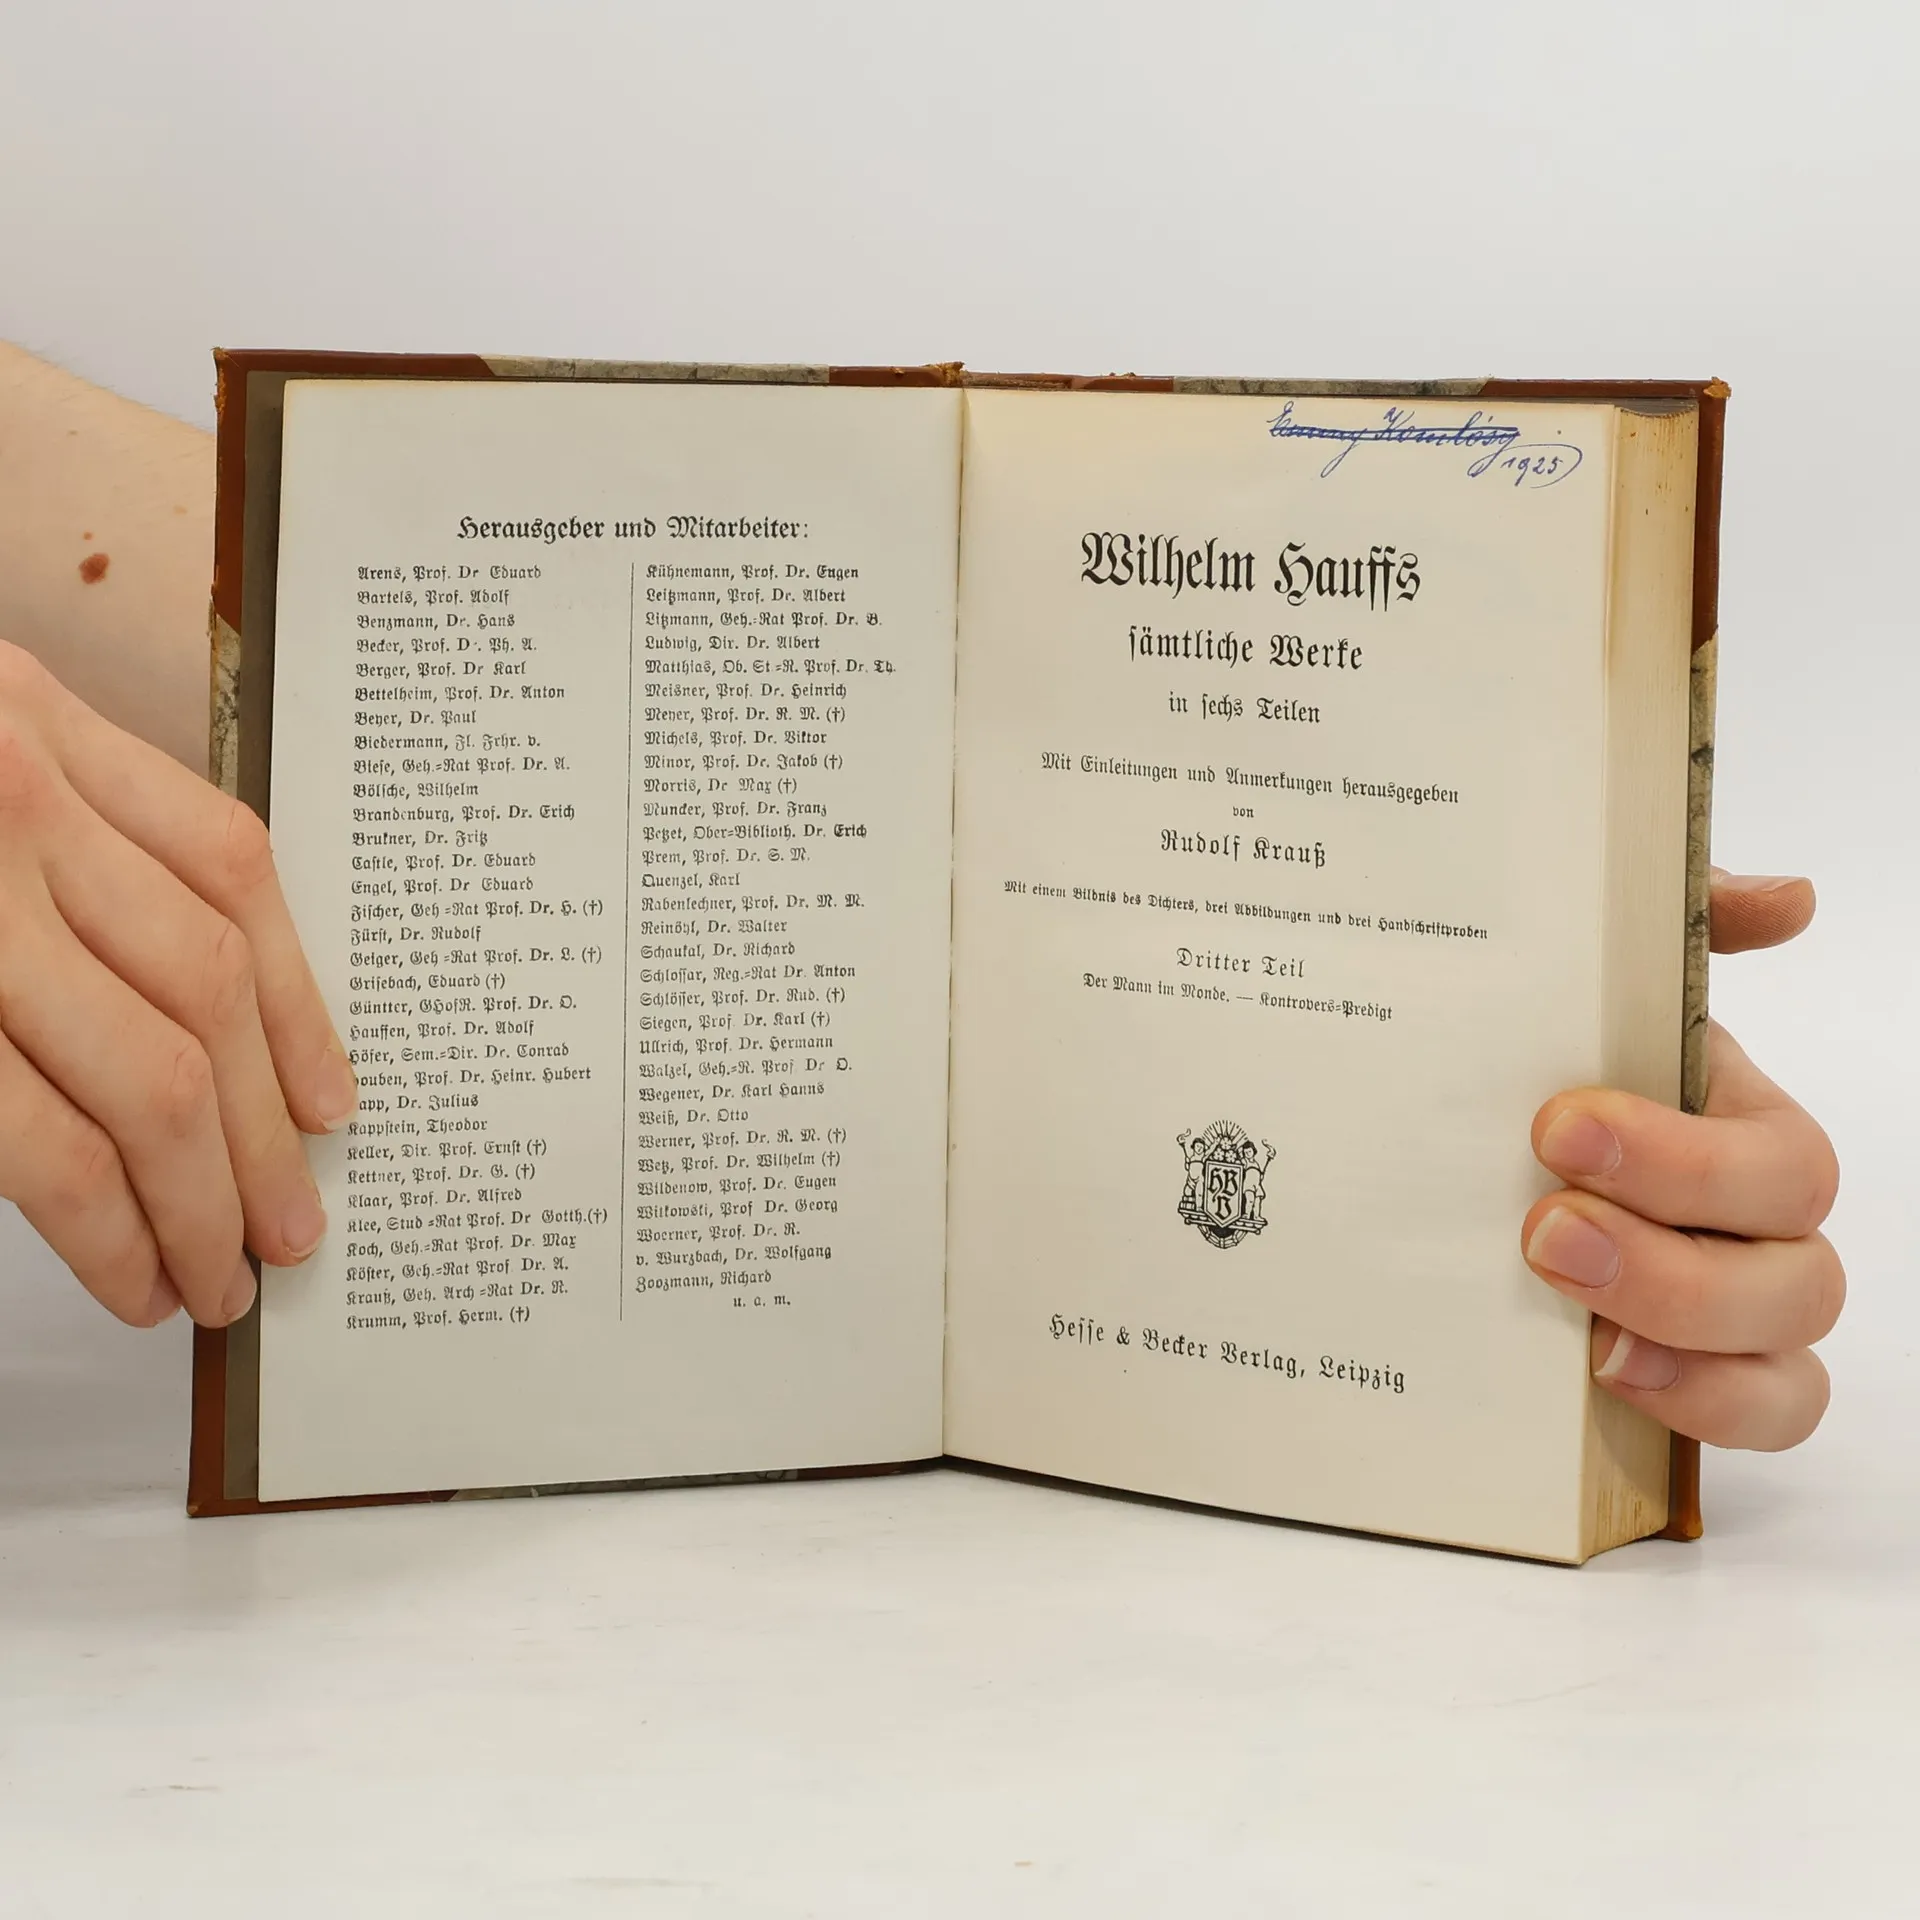 Herausgeber und Mitarbeiter:
Arens, Prof. Dr Eduard
Bartels, Prof. Adolf
Benzmann, Dr. Hans
Becker, Prof. Dr. Ph. A.
Berger, Prof. Dr Karl
Bettelheim, Prof. Dr. Anton
Beyer, Dr. Paul
Biedermann, Fl. Frhr. v.
Biese, Geh.-Rat Prof. Dr. A.
Bölsche, Wilhelm
Brandenburg, Prof. Dr. Erich
Brukner, Dr. Fritz
Castle, Prof. Dr. Eduard
Engel, Prof. Dr Eduard
Fischer, Geh-Rat Prof. Dr. H. (†)
Fürst, Dr. Rudolf
Geiger, Geh-Rat Prof. Dr. L. (†)
Grisebach, Eduard (†)
Güntter, GHofR. Prof. Dr. O.
Hauffen, Prof. Dr. Adolf
Höfer, Sem.-Dir. Dr. Conrad
ouben, Prof. Dr. Heinr. Hubert
app, Dr. Julius
Kappstein, Theodor
Keller, Dir. Prof. Ernst (†)
Kettner, Prof. Dr. G. (†)
Klaar, Prof. Dr. Alfred
Klee, Stud-Rat Prof. Dr Gotth.(†)
Koch, Geh.-Rat Prof. Dr. Max
Köster, Geh.-Rat Prof Dr. A.
Krauß, Geh. Arch-Rat Dr. R.
Krumm, Prof. Herm. (†)
Kühnemann, Prof. Dr. Eugen
Leitzmann, Prof. Dr. Albert
Litzmann, Geh.-Rat Prof. Dr. B.
Ludwig, Dir. Dr. Albert
Matthias, Ob. St-R. Prof. Dr. Th.
Meisner, Prof. Dr. Heinrich
Meyer, Prof. Dr. R. M. (†)
Michels, Prof. Dr. Viktor
Minor, Prof. Dr. Jakob (†)
Morris, Dr Max (†)
Muncker, Prof. Dr. Franz
Petzet, Ober-Biblioth. Dr. Erich
Prem, Prof. Dr. S. M.
Quenzel, Karl
Rabenlechner, Prof. Dr. M. M.
Reinöhl, Dr. Walter
Schaukal, Dr. Richard
Schlossar, Reg.-Rat Dr. Anton
Schlösser, Prof. Dr. Rud. (†)
Siegen, Prof Dr. Karl (†)
Ullrich, Prof. Dr. Hermann
Walzel, Geh.-R. Prof Dr O.
Wegener, Dr. Karl Hanns
Weiß, Dr. Otto
Werner, Prof. Dr. R. M. (†)
Wetz, Prof. Dr. Wilhelm (†)
Wildenow, Prof. Dr. Eugen
Witkowski, Prof Dr. Georg
Woerner, Prof. Dr. R.
v. Wurzbach, Dr. Wolfgang
Zoozmann, Richard
u. a. m.
Emmy Komlósy
1925
Wilhelm Hauffs
sämtliche Werke
in sechs Teilen
Mit Einleitungen und Anmerkungen herausgegeben
von
Rudolf Krauß
Mit einem Bildnis des Dichters, drei Abbildungen und drei Handschriftproben
Dritter Teil
Der Mann im Monde. — Kontrovers-Predigt
HB
V
Hesse & Becker Verlag, Leipzig